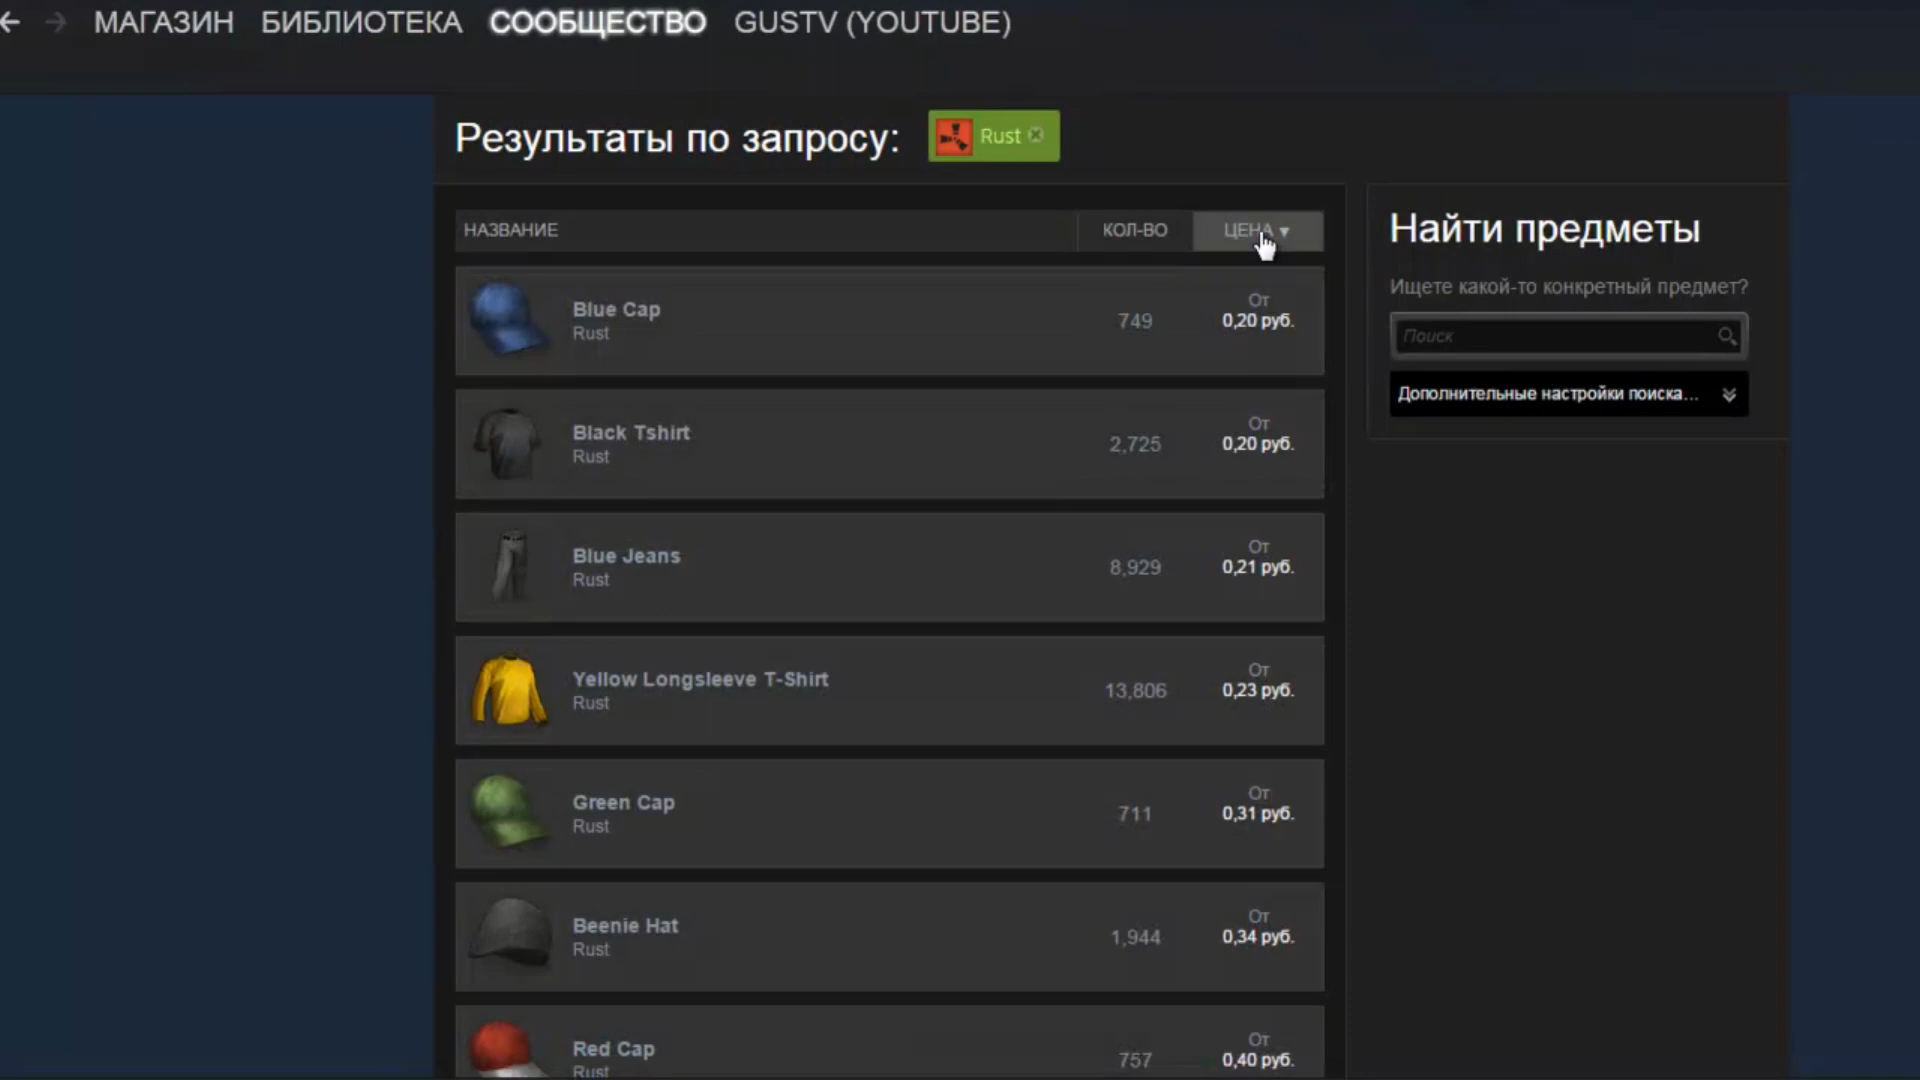 МАГАЗИН БИБЛИОТЕКА СООБЩЕСТВО GUSTV (YOUTUBE)
Результаты по запросу: Rust
НАЗВАНИЕ КОЛ-ВО ЦЕНА ▼
Blue Cap
Rust
749
От
0,20 руб.
Black Tshirt
Rust
2,725
От
0,20 руб.
Blue Jeans
Rust
8,929
От
0,21 руб.
Yellow Longsleeve T-Shirt
Rust
13,806
От
0,23 руб.
Green Cap
Rust
711
От
0,31 руб.
Beenie Hat
Rust
1,944
От
0,34 руб.
Red Cap
Rust
757
От
0,40 руб.
Найти предметы
Ищете какой-то конкретный предмет?
Поиск
Дополнительные настройки поиска...